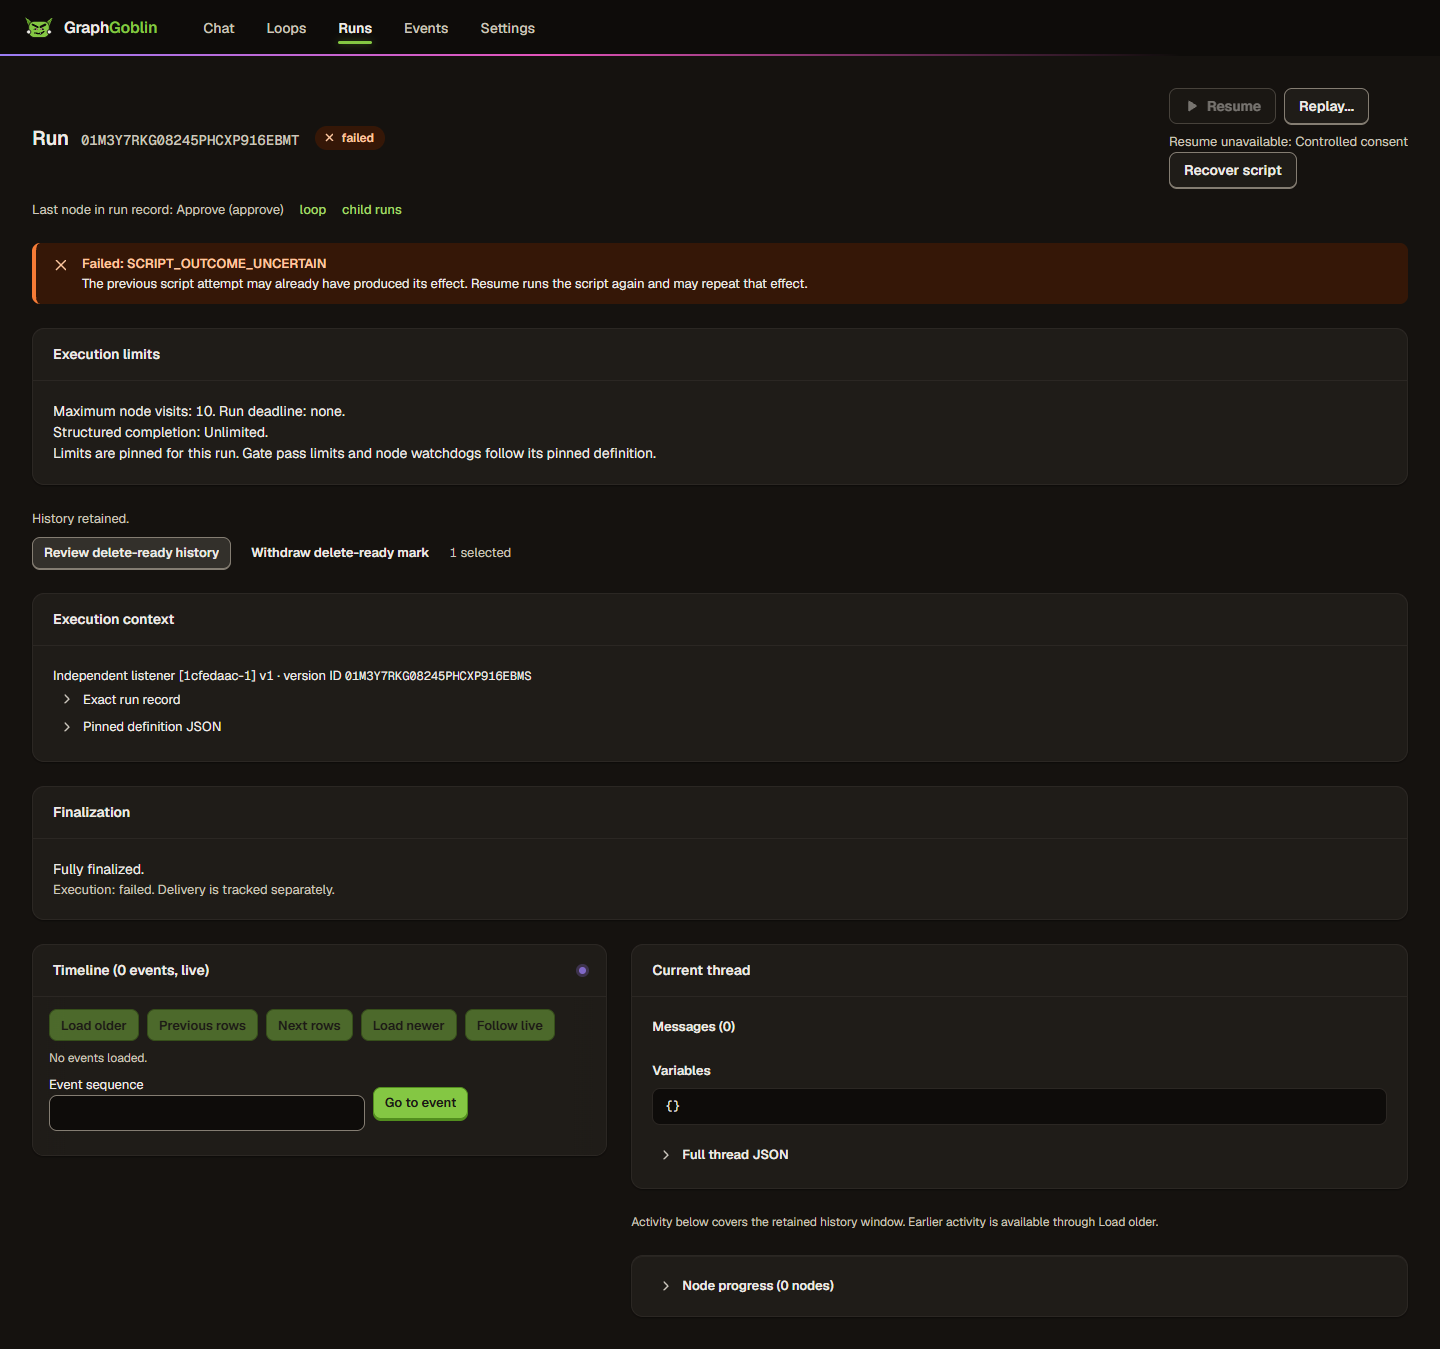 GraphGoblin
Chat
Loops
Runs
Events
Settings
Run 01M3Y7RKG08245PHCXP916EBMT
failed
Resume
Replay...
Resume unavailable: Controlled consent
Recover script
Last node in run record: Approve (approve)
loop
child runs
Failed: SCRIPT_OUTCOME_UNCERTAIN
The previous script attempt may already have produced its effect. Resume runs the script again and may repeat that effect.
Execution limits
Maximum node visits: 10. Run deadline: none.
Structured completion: Unlimited.
Limits are pinned for this run. Gate pass limits and node watchdogs follow its pinned definition.
History retained.
Review delete-ready history
Withdraw delete-ready mark
1 selected
Execution context
Independent listener [1cfedaac-1] v1 · version ID 01M3Y7RKG08245PHCXP916EBMS
Exact run record
Pinned definition JSON
Finalization
Fully finalized.
Execution: failed. Delivery is tracked separately.
Timeline (0 events, live)
Load older
Previous rows
Next rows
Load newer
Follow live
No events loaded.
Event sequence
Go to event
Current thread
Messages (0)
Variables
{}
Full thread JSON
Activity below covers the retained history window. Earlier activity is available through Load older.
Node progress (0 nodes)